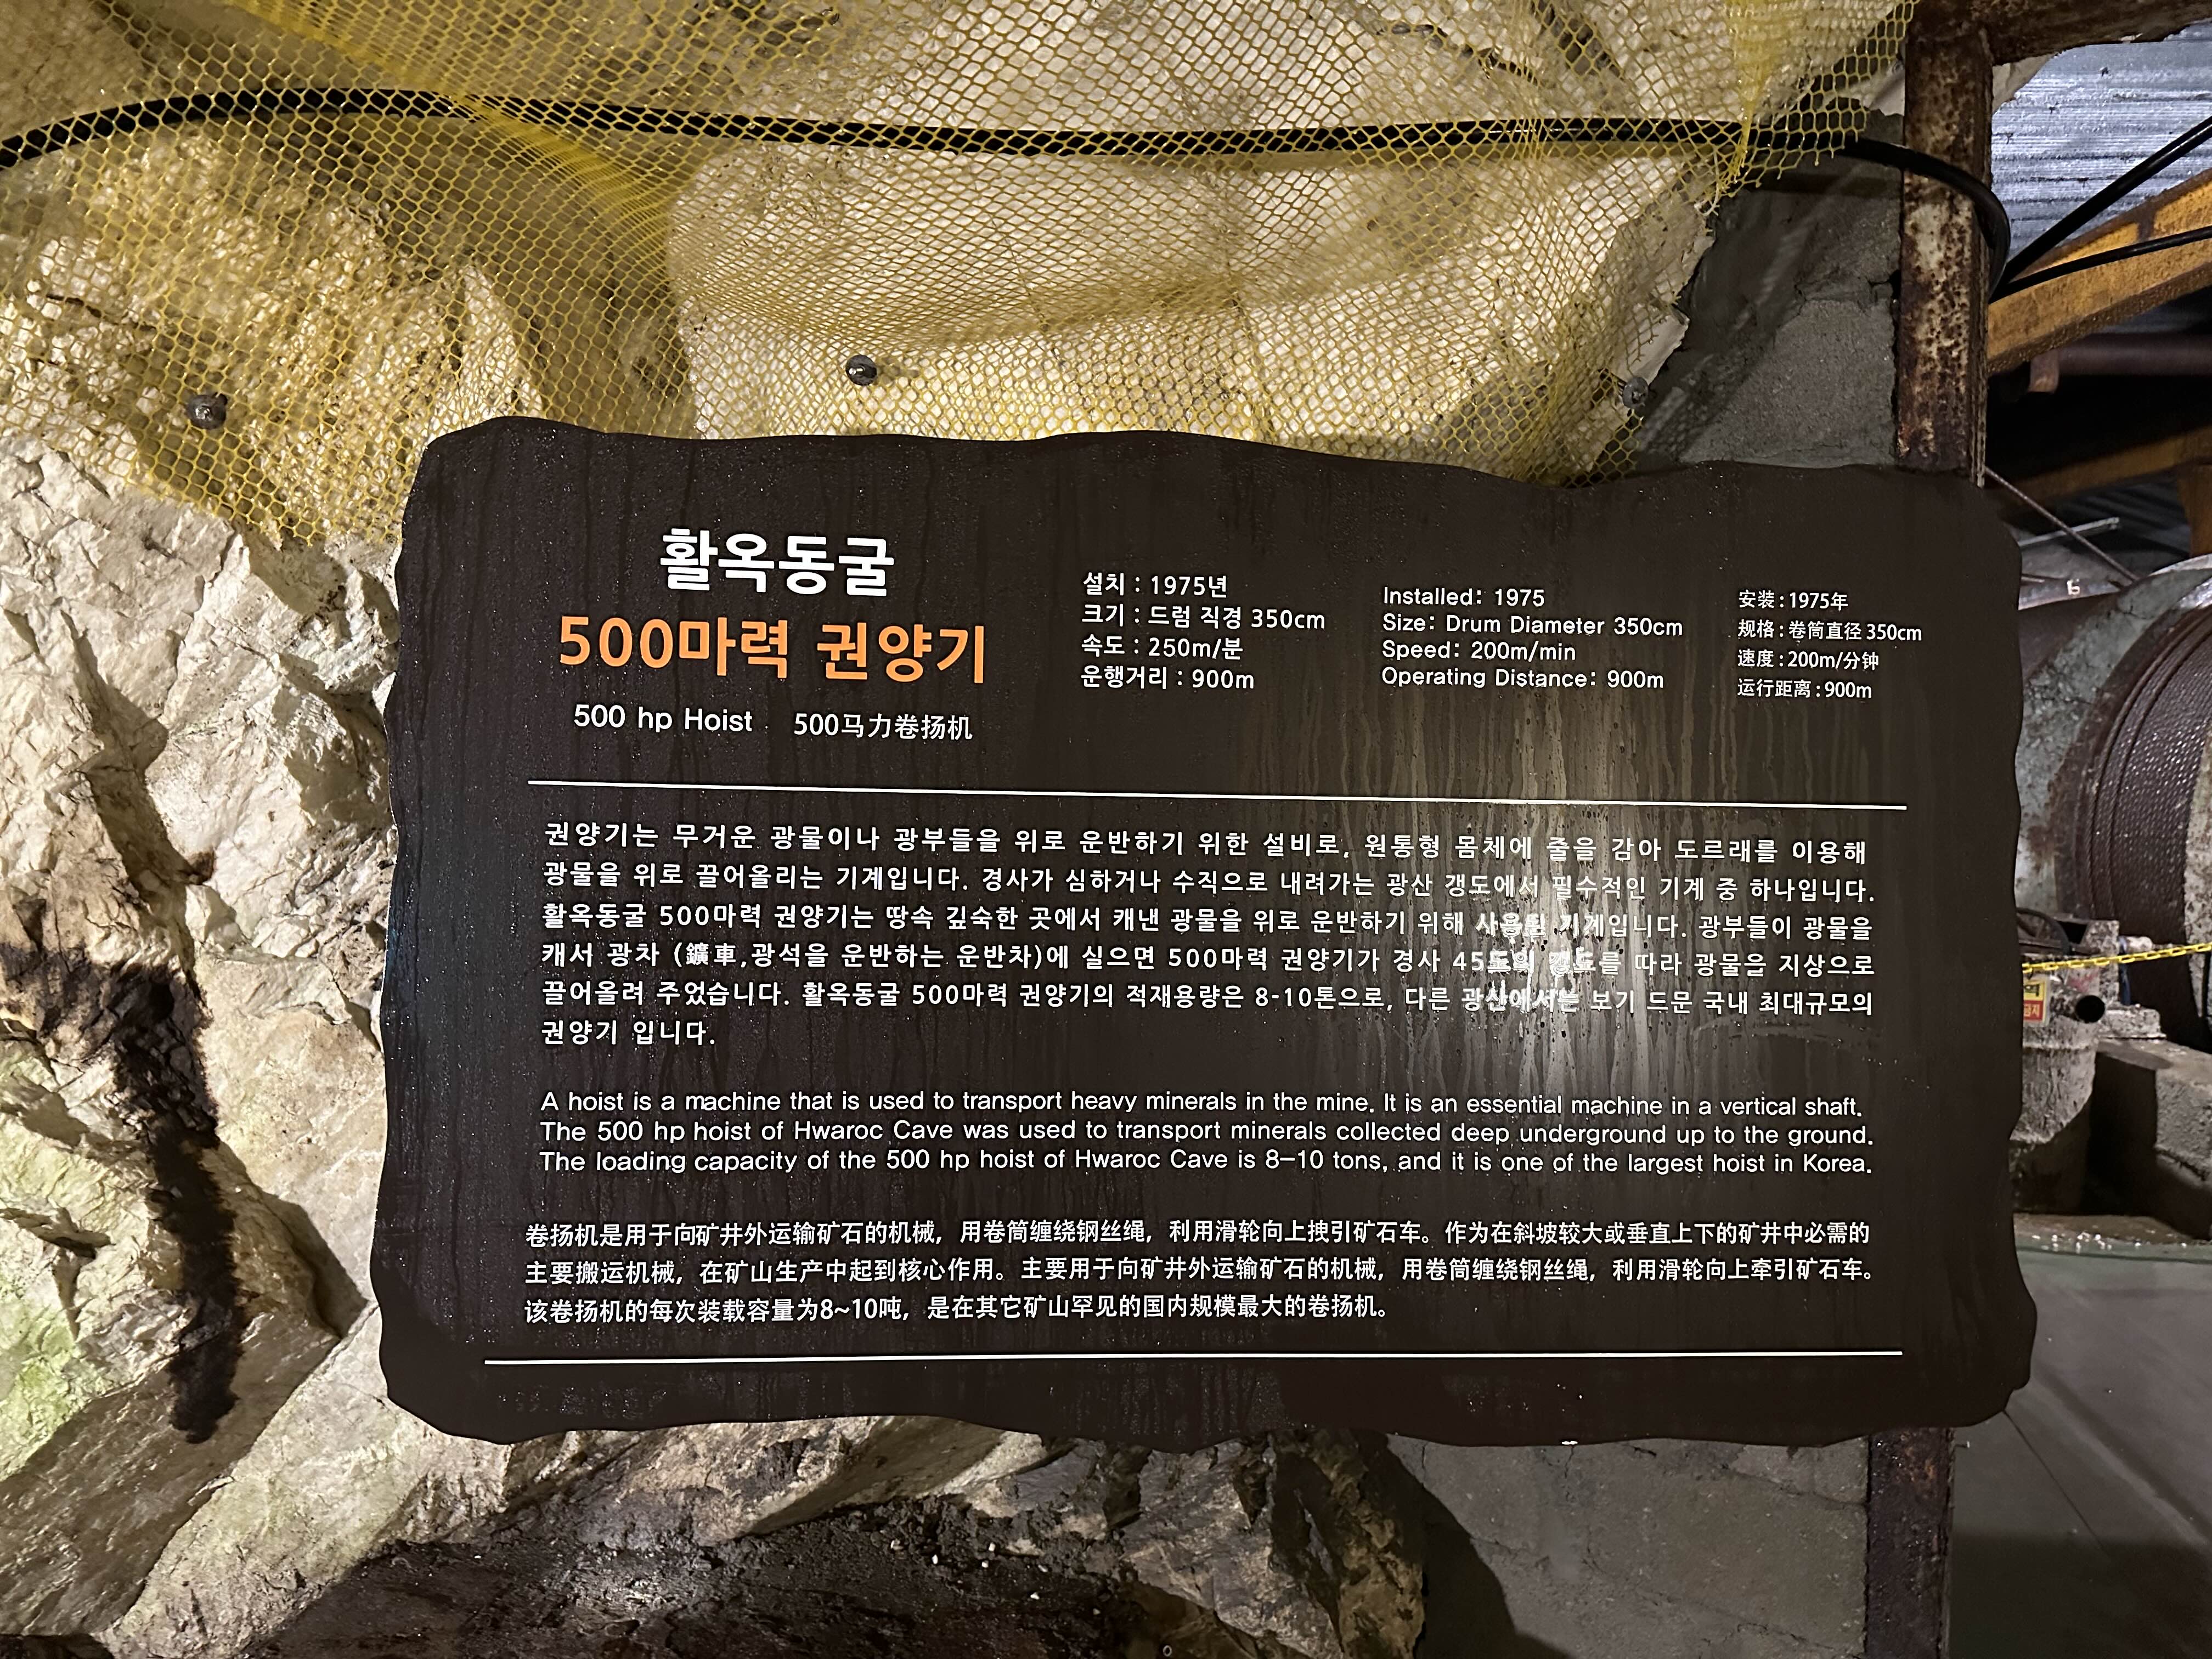 활옥동굴
500마력 권양기
500 hp Hoist 500马力卷扬机
설치 : 1975년
크기 : 드럼 직경 350cm
속도 : 250m/분
운행거리 : 900m
Installed: 1975
Size: Drum Diameter 350cm
Speed: 200m/min
Operating Distance: 900m
安装 : 1975年
规格 : 卷筒直径 350cm
速度 : 200m/分钟
运行距离 : 900m
권양기는 무거운 광물이나 광부들을 위로 운반하기 위한 설비로, 원통형 몸체에 줄을 감아 도르래를 이용해
광물을 위로 끌어올리는 기계입니다. 경사가 심하거나 수직으로 내려가는 광산 갱도에서 필수적인 기계 중 하나입니다.
활옥동굴 500마력 권양기는 땅속 깊숙한 곳에서 캐낸 광물을 위로 운반하기 위해 사용된 기계입니다. 광부들이 광물을
캐서 광차 (鑛車,광석을 운반하는 운반차)에 실으면 500마력 권양기가 경사 45도의 갱도를 따라 광물을 지상으로
끌어올려 주었습니다. 활옥동굴 500마력 권양기의 적재용량은 8-10톤으로, 다른 광산에서는 보기 드문 국내 최대규모의
권양기 입니다.
A hoist is a machine that is used to transport heavy minerals in the mine. It is an essential machine in a vertical shaft.
The 500 hp hoist of Hwaroc Cave was used to transport minerals collected deep underground up to the ground.
The loading capacity of the 500 hp hoist of Hwaroc Cave is 8-10 tons, and it is one of the largest hoist in Korea.
卷扬机是用于向矿井外运输矿石的机械，用卷筒缠绕钢丝绳，利用滑轮向上拽引矿石车。作为在斜坡较大或垂直上下的矿井中必需的
主要搬运机械，在矿山生产中起到核心作用。主要用于向矿井外运输矿石的机械，用卷筒缠绕钢丝绳，利用滑轮向上牵引矿石车。
该卷扬机的每次装载容量为8~10吨，是在其它矿山罕见的国内规模最大的卷扬机。